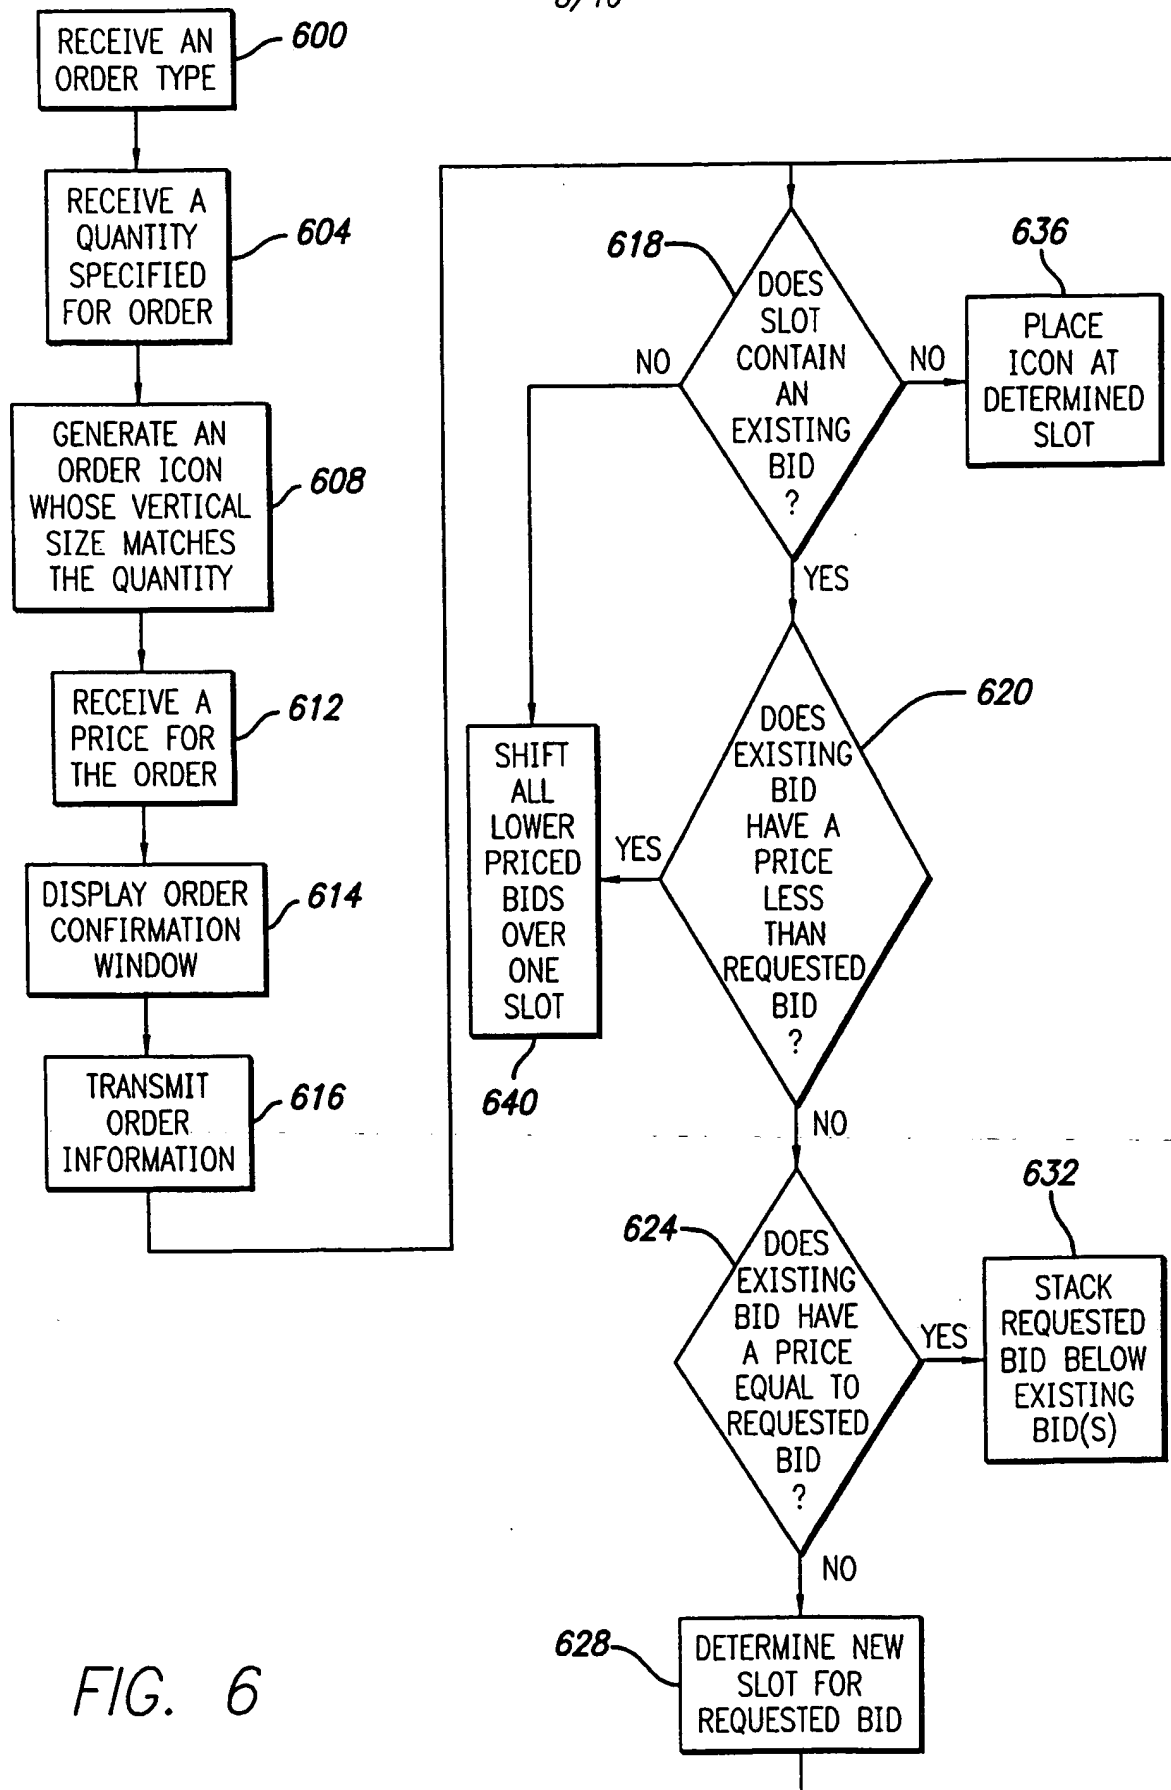 RECEIVE AN
ORDER TYPE
600
RECEIVE A
QUANTITY
SPECIFIED
FOR ORDER
604
GENERATE AN
ORDER ICON
WHOSE VERTICAL
SIZE MATCHES
THE QUANTITY
608
RECEIVE A
PRICE FOR
THE ORDER
612
DISPLAY ORDER
CONFIRMATION
WINDOW
614
TRANSMIT
ORDER
INFORMATION
616
618
DOES
SLOT
CONTAIN
AN
EXISTING
BID
?
NO
NO
YES
636
PLACE
ICON AT
DETERMINED
SLOT
620
DOES
EXISTING
BID
HAVE A
PRICE
LESS
THAN
REQUESTED
BID
?
YES
NO
SHIFT
ALL
LOWER
PRICED
BIDS
OVER
ONE
SLOT
640
624
DOES
EXISTING
BID HAVE
A PRICE
EQUAL TO
REQUESTED
BID
?
YES
NO
632
STACK
REQUESTED
BID BELOW
EXISTING
BID(S)
628
DETERMINE NEW
SLOT FOR
REQUESTED BID
FIG. 6